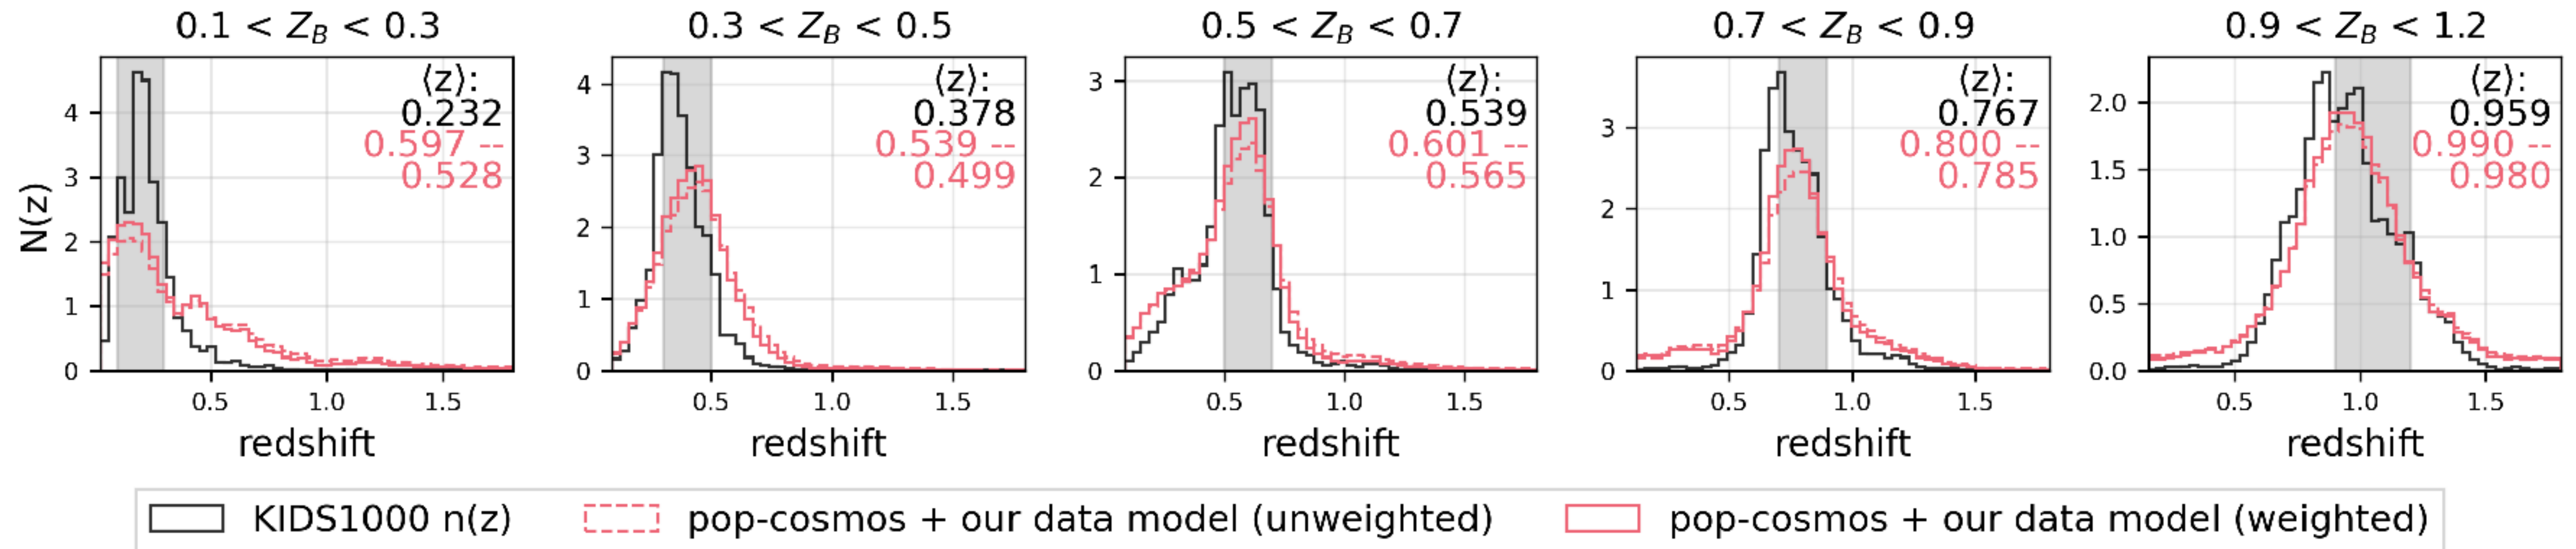 0.1 < Z_B < 0.3
4
3
2
1
0
N(z)
⟨z⟩:
0.232
0.597 --
0.528
0.5
1.0
1.5
redshift
0.3 < Z_B < 0.5
4
3
2
1
0
⟨z⟩:
0.378
0.539 --
0.499
0.5
1.0
1.5
redshift
0.5 < Z_B < 0.7
3
2
1
0
⟨z⟩:
0.539
0.601 --
0.565
0.5
1.0
1.5
redshift
0.7 < Z_B < 0.9
3
2
1
0
⟨z⟩:
0.767
0.800 --
0.785
0.5
1.0
1.5
redshift
0.9 < Z_B < 1.2
2.0
1.5
1.0
0.5
0.0
⟨z⟩:
0.959
0.990 --
0.980
0.5
1.0
1.5
redshift
KIDS1000 n(z)
pop-cosmos + our data model (unweighted)
pop-cosmos + our data model (weighted)